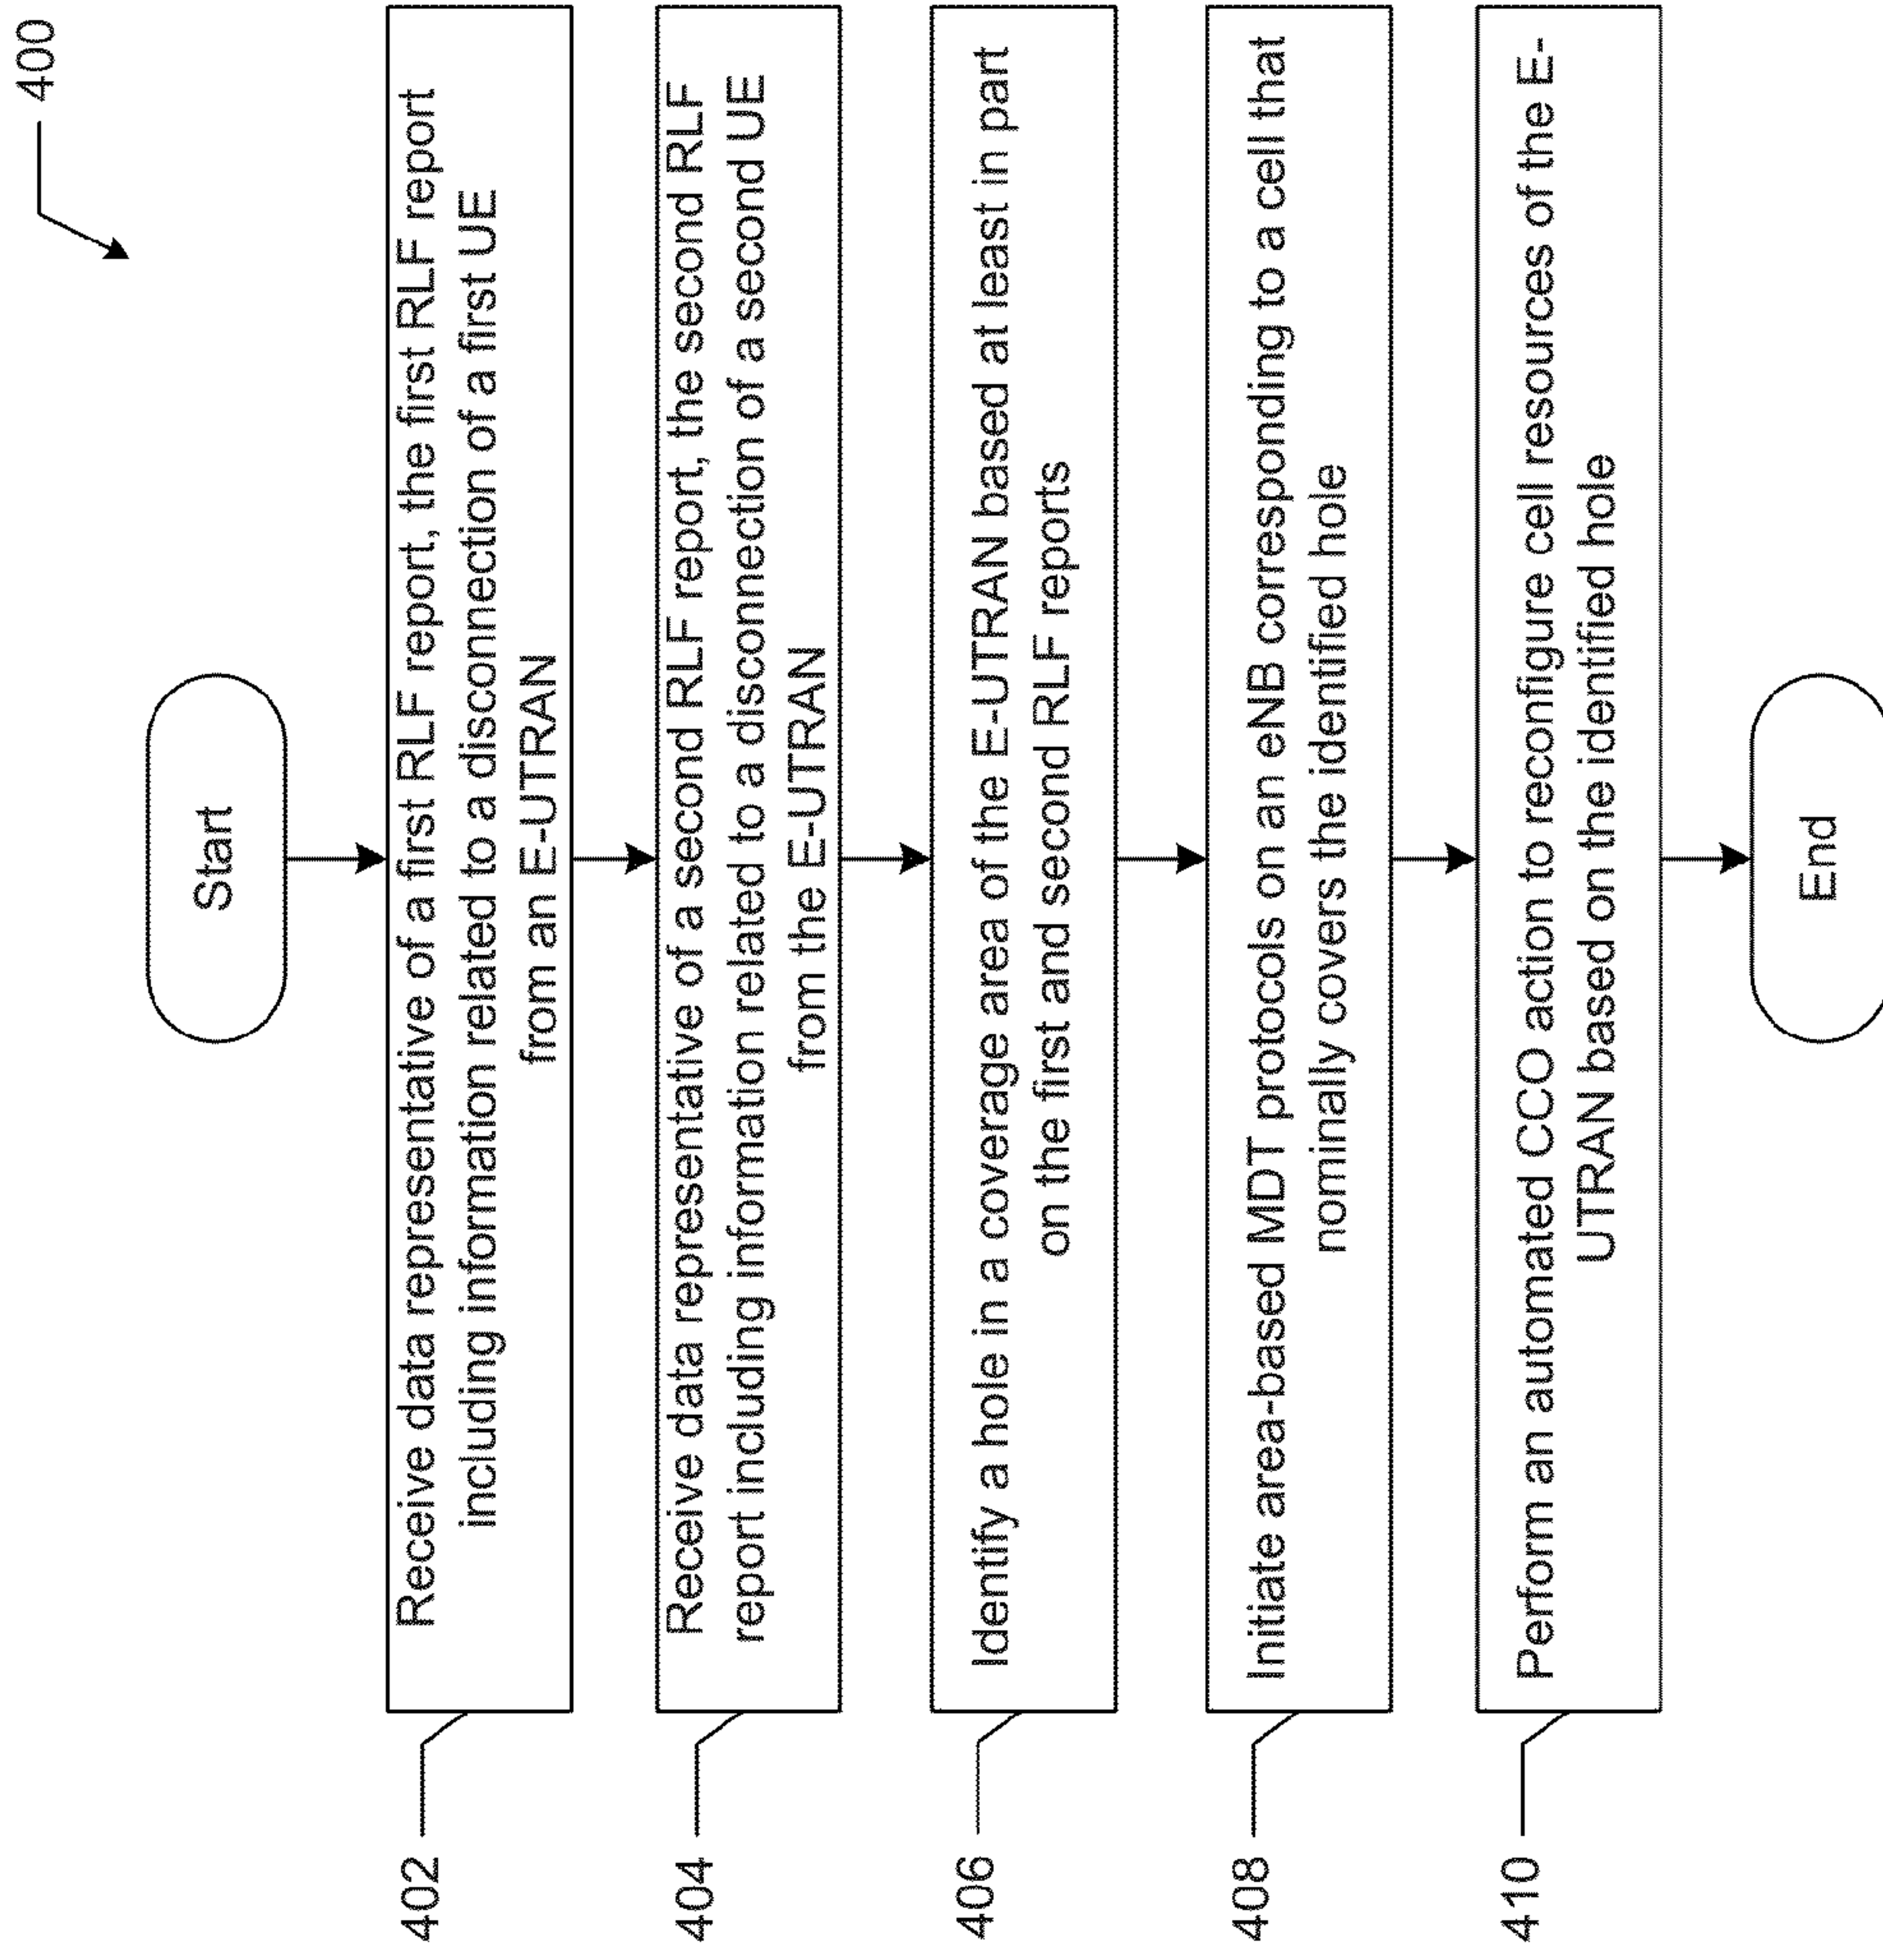 400
Start
402
Receive data representative of a first RLF report, the first RLF report
including information related to a disconnection of a first UE
from an E-UTRAN
404
Receive data representative of a second RLF report, the second RLF
report including information related to a disconnection of a second UE
from the E-UTRAN
406
Identify a hole in a coverage area of the E-UTRAN based at least in part
on the first and second RLF reports
408
Initiate area-based MDT protocols on an eNB corresponding to a cell that
nominally covers the identified hole
410
Perform an automated CCO action to reconfigure cell resources of the E-
UTRAN based on the identified hole
End